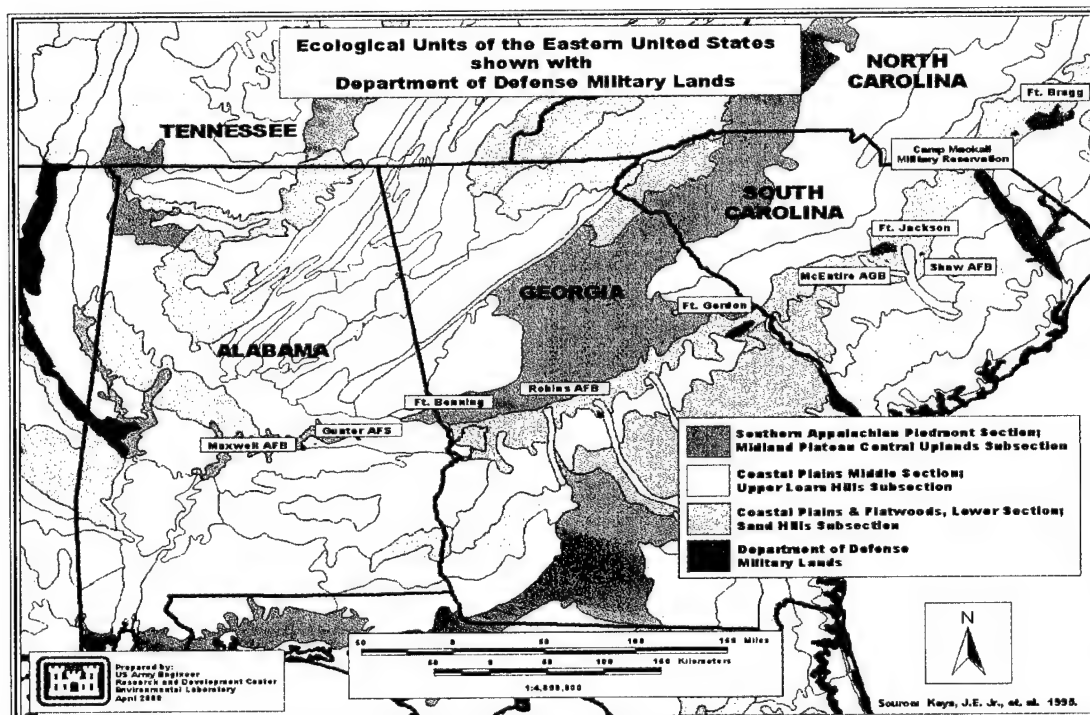 Ecological Units of the Eastern United States
shown with
Department of Defense Military Lands
NORTH
CAROLINA
Ft. Bragg
TENNESSEE
Camp Mackall
Military Reservation
SOUTH
CAROLINA
Ft. Jackson
Shaw AFB
McEntire AGB
GEORGIA
Ft. Gordon
ALABAMA
Robins AFB
Ft. Benning
Gunter AFS
Maxwell AFB
Southern Appalachian Piedmont Section;
Midland Plateau Central Uplands Subsection
Coastal Plains Middle Section;
Upper Loam Hills Subsection
Coastal Plains & Flatwoods, Lower Section;
Sand Hills Subsection
Department of Defense
Military Lands
N
50 0 50 100 150 Miles
50 0 50 100 150 Kilometers
Prepared by:
US Army Engineer
Research and Development Center
Environmental Laboratory
April 2000
Source: Keys, J.E. Jr., et. al. 1995.